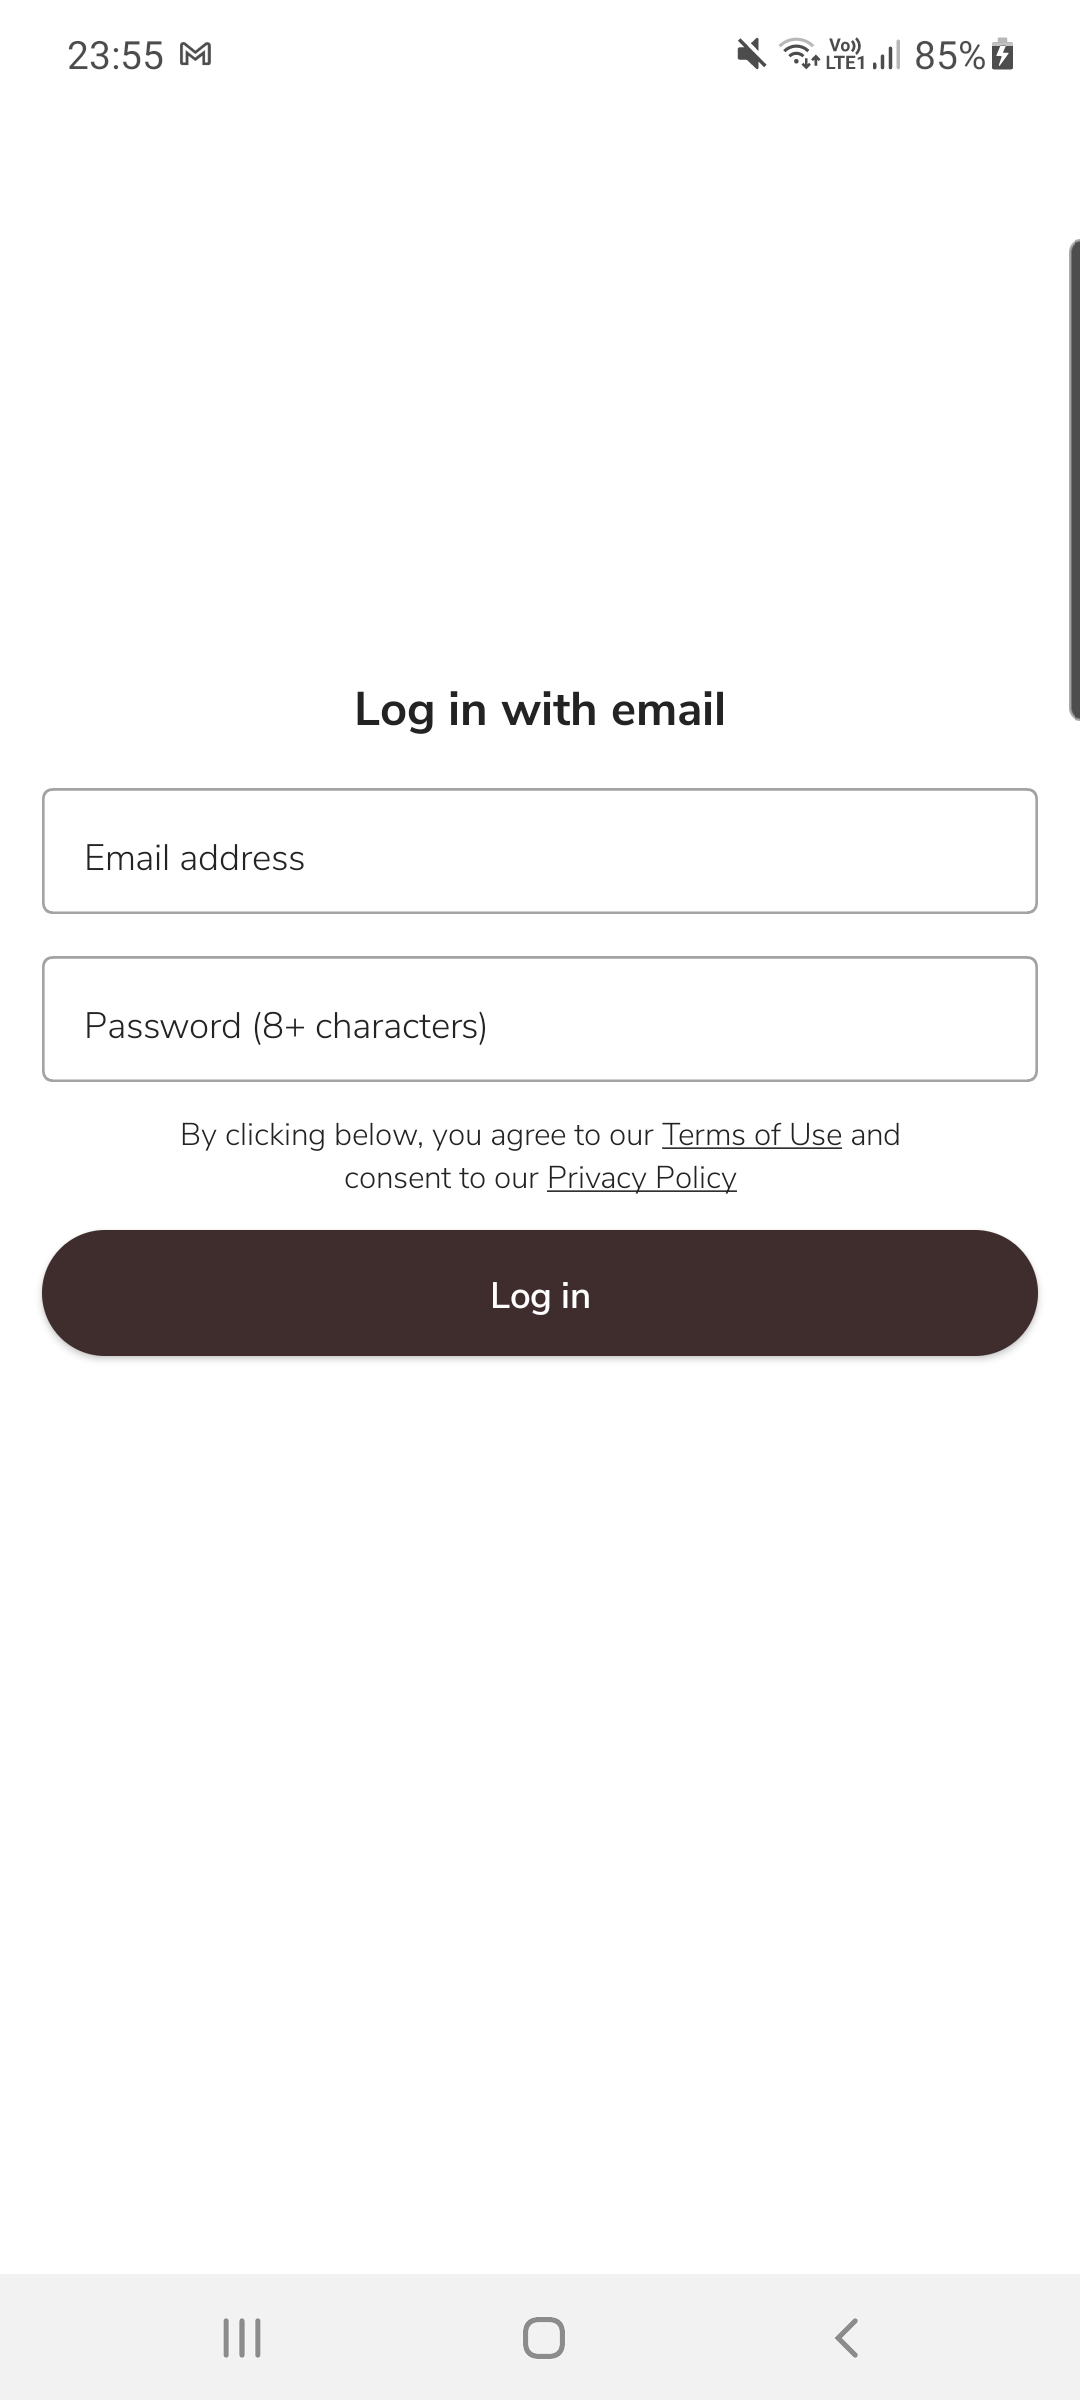 23:55 Vo)) LTE1 85%
Log in with email
Email address
Password (8+ characters)
By clicking below, you agree to our Terms of Use and
consent to our Privacy Policy
Log in